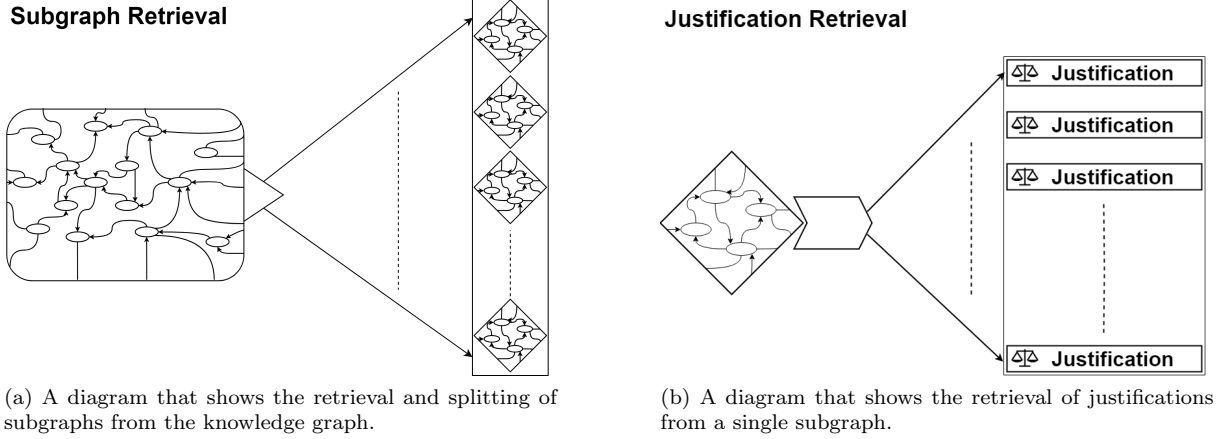 Subgraph Retrieval
(a) A diagram that shows the retrieval and splitting of
subgraphs from the knowledge graph.
Justification Retrieval
Justification
Justification
Justification
Justification
(b) A diagram that shows the retrieval of justifications
from a single subgraph.